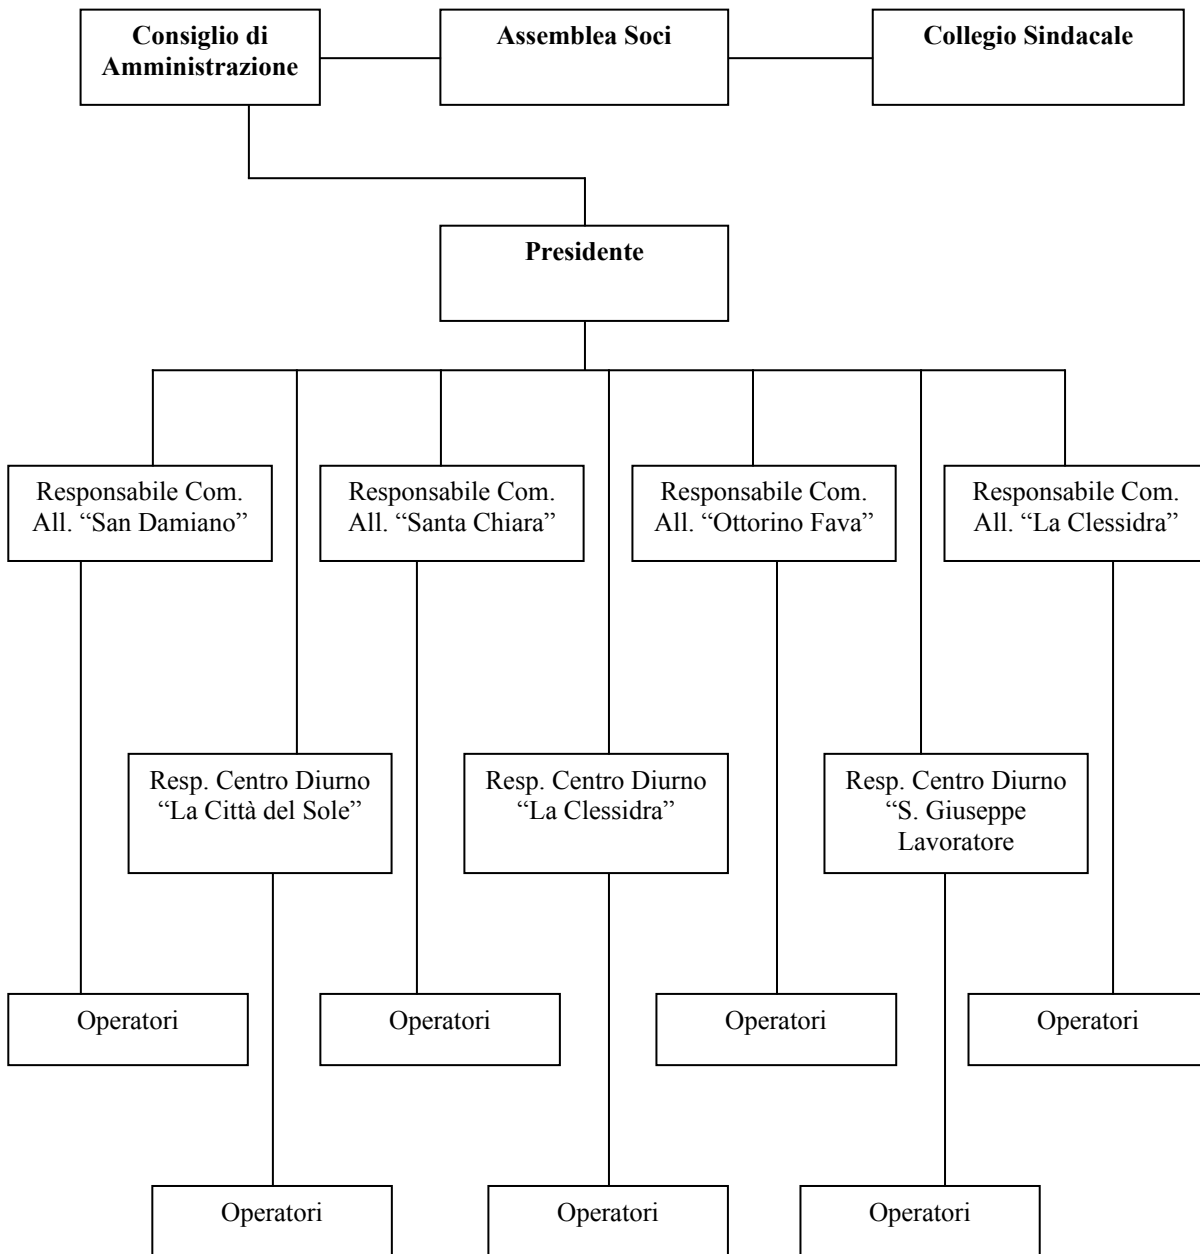 Consiglio di
Amministrazione
Assemblea Soci
Collegio Sindacale
Presidente
Responsabile Com.
All. “San Damiano”
Responsabile Com.
All. “Santa Chiara”
Responsabile Com.
All. “Ottorino Fava”
Responsabile Com.
All. “La Clessidra”
Resp. Centro Diurno
“La Città del Sole”
Resp. Centro Diurno
“La Clessidra”
Resp. Centro Diurno
“S. Giuseppe
Lavoratore
Operatori
Operatori
Operatori
Operatori
Operatori
Operatori
Operatori